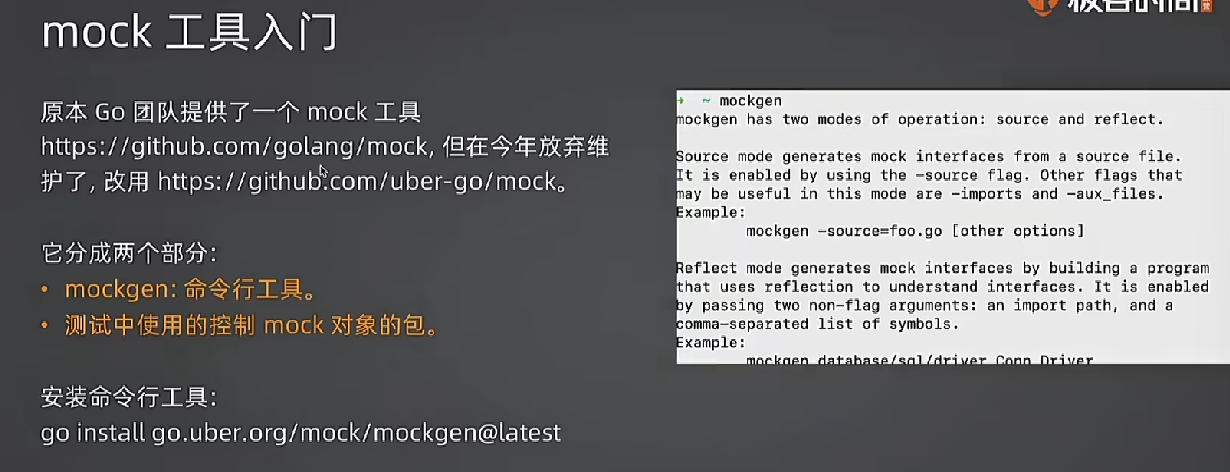 mock 工具入门
极客时间
原本 Go 团队提供了一个 mock 工具
https://github.com/golang/mock, 但在今年放弃维
护了, 改用 https://github.com/uber-go/mock。
它分成两个部分:
• mockgen: 命令行工具。
• 测试中使用的控制 mock 对象的包。
安装命令行工具:
go install go.uber.org/mock/mockgen@latest
→ ~ mockgen
mockgen has two modes of operation: source and reflect.
Source mode generates mock interfaces from a source file.
It is enabled by using the -source flag. Other flags that
may be useful in this mode are -imports and -aux_files.
Example:
mockgen -source=foo.go [other options]
Reflect mode generates mock interfaces by building a program
that uses reflection to understand interfaces. It is enabled
by passing two non-flag arguments: an import path, and a
comma-separated list of symbols.
Example:
mockgen database/sql/driver Conn,Driver